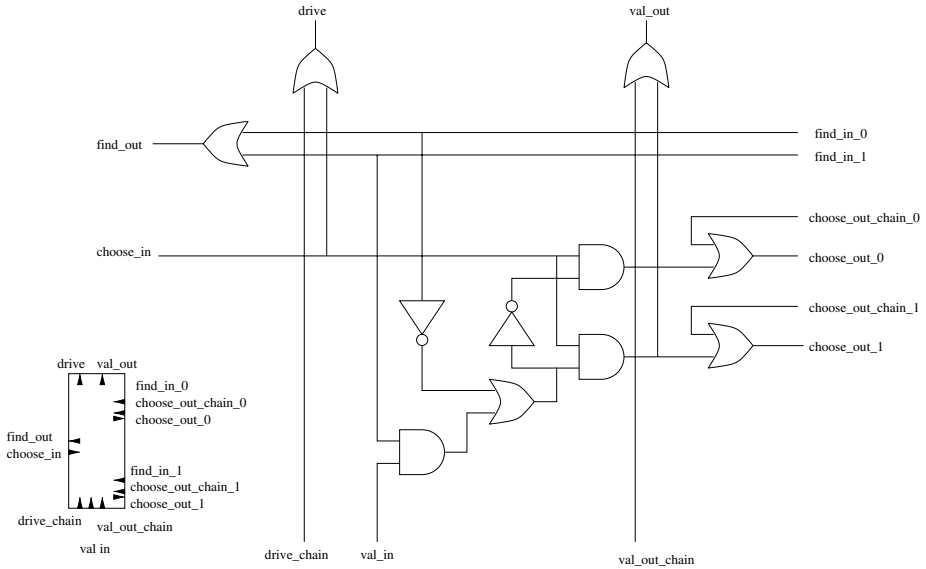 drive
val_out
find_out
find_in_0
find_in_1
choose_in
choose_out_chain_0
choose_out_0
choose_out_chain_1
choose_out_1
drive_chain
val_in
val_out_chain
drive
val_out
find_in_0
choose_out_chain_0
choose_out_0
find_out
choose_in
find_in_1
choose_out_chain_1
choose_out_1
drive_chain
val_out_chain
val in